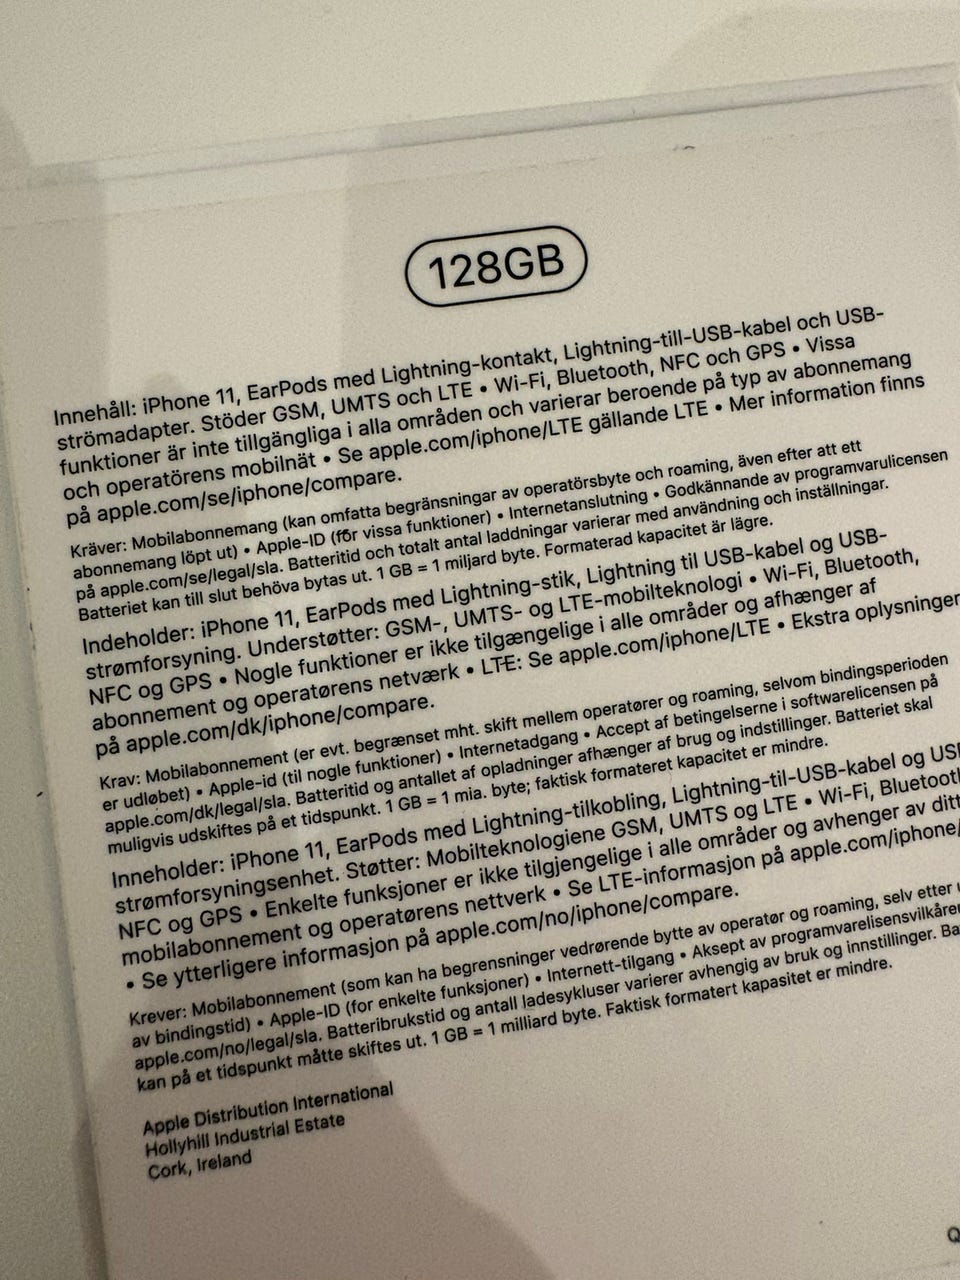 128GB
Innehåll: iPhone 11, EarPods med Lightning-kontakt, Lightning-till-USB-kabel och USB-
strömadapter. Stöder GSM, UMTS och LTE • Wi-Fi, Bluetooth, NFC och GPS • Vissa
funktioner är inte tillgängliga i alla områden och varierar beroende på typ av abonnemang
och operatörens mobilnät • Se apple.com/iphone/LTE gällande LTE • Mer information finns
på apple.com/se/iphone/compare.
Kräver: Mobilabonnemang (kan omfatta begränsningar av operatörsbyte och roaming, även efter att ett
abonnemang löpt ut) • Apple-ID (för vissa funktioner) • Internetanslutning • Godkännande av programvarulicensen
på apple.com/se/legal/sla. Batteritid och totalt antal laddningar varierar med användning och inställningar.
Batteriet kan till slut behöva bytas ut. 1 GB = 1 miljard byte. Formaterad kapacitet är lägre.
Indeholder: iPhone 11, EarPods med Lightning-stik, Lightning til USB-kabel og USB-
strømforsyning. Understøtter: GSM-, UMTS- og LTE-mobilteknologi • Wi-Fi, Bluetooth,
NFC og GPS • Nogle funktioner er ikke tilgængelige i alle områder og afhænger af
abonnement og operatørens netværk • LTE: Se apple.com/iphone/LTE • Ekstra oplysninger
på apple.com/dk/iphone/compare.
Krav: Mobilabonnement (er evt. begrænset mht. skift mellem operatører og roaming, selvom bindingsperioden
er udløbet) • Apple-id (til nogle funktioner) • Internetadgang • Accept af betingelserne i softwarelicensen på
apple.com/dk/legal/sla. Batteritid og antallet af opladninger afhænger af brug og indstillinger. Batteriet skal
muligvis udskiftes på et tidspunkt. 1 GB = 1 mia. byte; faktisk formateret kapacitet er mindre.
Inneholder: iPhone 11, EarPods med Lightning-tilkobling, Lightning-til-USB-kabel og USB
strømforsyningsenhet. Støtter: Mobilteknologiene GSM, UMTS og LTE • Wi-Fi, Bluetooth
NFC og GPS • Enkelte funksjoner er ikke tilgjengelige i alle områder og avhenger av ditt
mobilabonnement og operatørens nettverk • Se LTE-informasjon på apple.com/iphone/
• Se ytterligere informasjon på apple.com/no/iphone/compare.
Krever: Mobilabonnement (som kan ha begrensninger vedrørende bytte av operatør og roaming, selv etter
av bindingstid) • Apple-ID (for enkelte funksjoner) • Internett-tilgang • Aksept av programvarelisensvilkåren
apple.com/no/legal/sla. Batteribrukstid og antall ladesykluser varierer avhengig av bruk og innstillinger. Ba
kan på et tidspunkt måtte skiftes ut. 1 GB = 1 milliard byte. Faktisk formatert kapasitet er mindre.
Apple Distribution International
Hollyhill Industrial Estate
Cork, Ireland